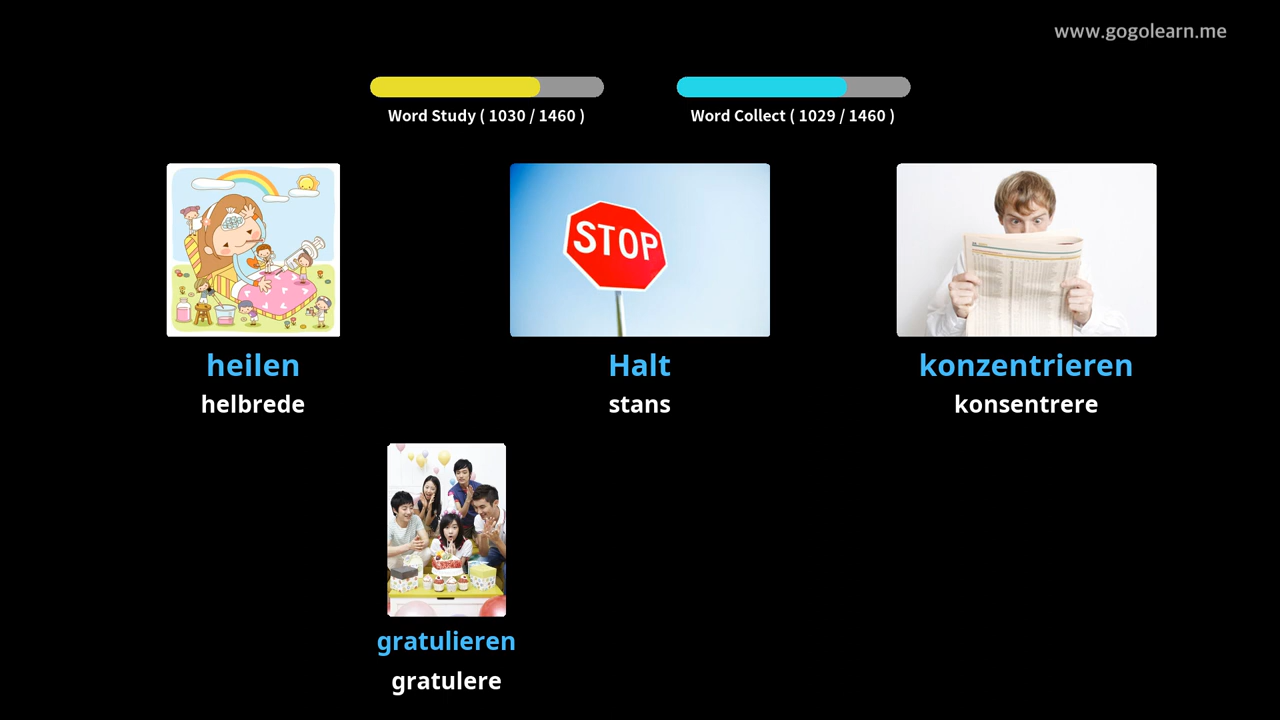 www.gogolearn.me
Word Study ( 1030 / 1460 )
Word Collect ( 1029 / 1460 )
STOP
heilen
helbrede
Halt
stans
konzentrieren
konsentrere
gratulieren
gratulere